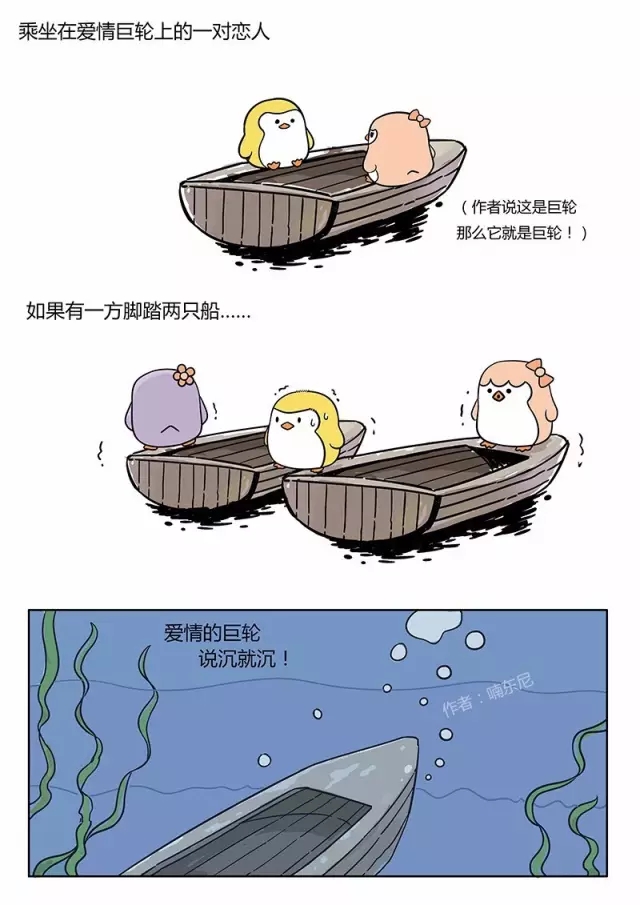 乘坐在爱情巨轮上的一对恋人
（作者说这是巨轮
那么它就是巨轮！）
如果有一方脚踏两只船......
爱情的巨轮
说沉就沉！
作者：喃东尼